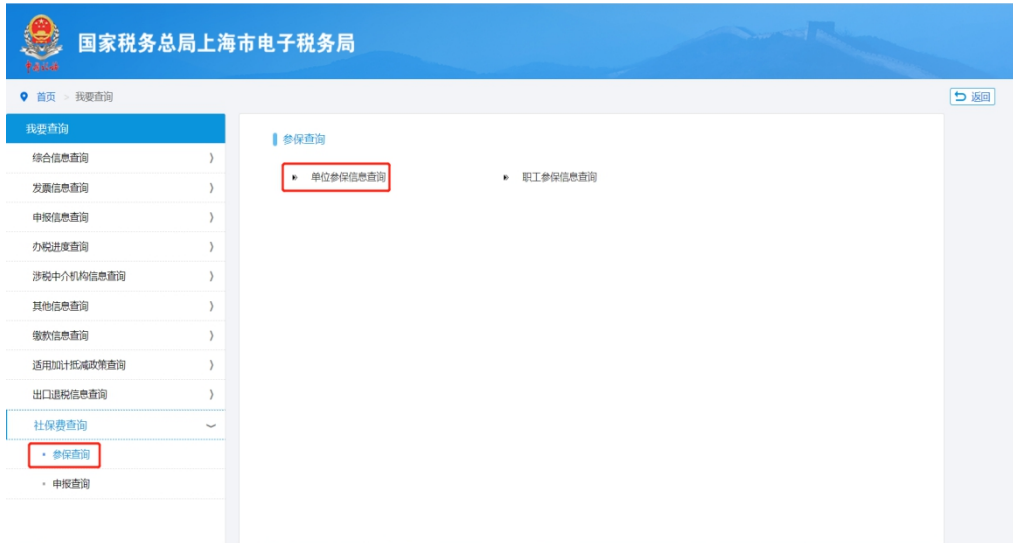 国家税务总局上海市电子税务局
首页 > 我要查询
返回
我要查询
综合信息查询
发票信息查询
申报信息查询
办税进度查询
涉税中介机构信息查询
其他信息查询
缴款信息查询
适用加计抵减政策查询
出口退税信息查询
社保费查询
参保查询
申报查询
参保查询
单位参保信息查询
职工参保信息查询